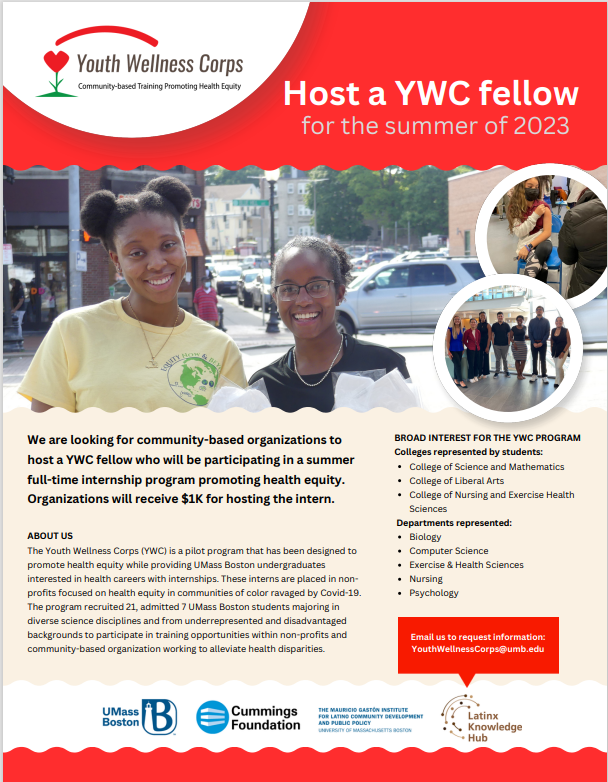 Youth Wellness Corps
Community-based Training Promoting Health Equity
Host a YWC fellow
for the summer of 2023
We are looking for community-based organizations to
host a YWC fellow who will be participating in a summer
full-time internship program promoting health equity.
Organizations will receive $1K for hosting the intern.
ABOUT US
The Youth Wellness Corps (YWC) is a pilot program that has been designed to
promote health equity while providing UMass Boston undergraduates
interested in health careers with internships. These interns are placed in non-
profits focused on health equity in communities of color ravaged by Covid-19.
The program recruited 21, admitted 7 UMass Boston students majoring in
diverse science disciplines and from underrepresented and disadvantaged
backgrounds to participate in training opportunities within non-profits and
community-based organization working to alleviate health disparities.
BROAD INTEREST FOR THE YWC PROGRAM
Colleges represented by students:
• College of Science and Mathematics
• College of Liberal Arts
• College of Nursing and Exercise Health
Sciences
Departments represented:
• Biology
• Computer Science
• Exercise & Health Sciences
• Nursing
• Psychology
Email us to request information:
YouthWellnessCorps@umb.edu
UMass
Boston
B
Cummings
Foundation
THE MAURICIO GASTÓN INSTITUTE
FOR LATINO COMMUNITY DEVELOPMENT
AND PUBLIC POLICY
UNIVERSITY OF MASSACHUSETTS BOSTON
Latinx
Knowledge
Hub